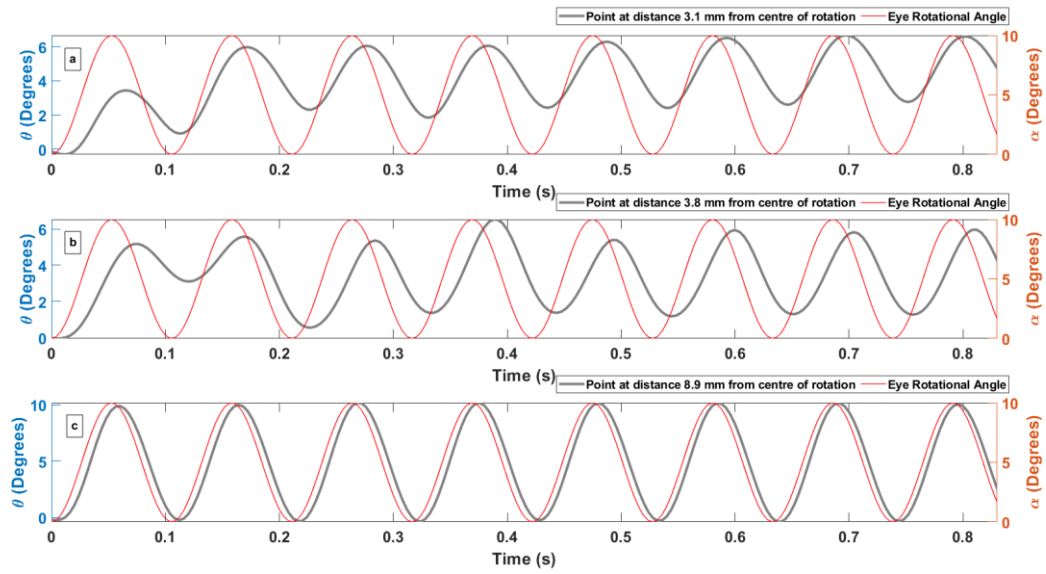 Point at distance 3.1 mm from centre of rotation Eye Rotational Angle
a
θ (Degrees)
6
4
2
0
10
5
0
α (Degrees)
0 0.1 0.2 0.3 0.4 0.5 0.6 0.7 0.8
Time (s)
Point at distance 3.8 mm from centre of rotation Eye Rotational Angle
b
θ (Degrees)
6
4
2
0
10
5
0
α (Degrees)
0 0.1 0.2 0.3 0.4 0.5 0.6 0.7 0.8
Time (s)
Point at distance 8.9 mm from centre of rotation Eye Rotational Angle
c
θ (Degrees)
10
5
0
10
5
0
α (Degrees)
0 0.1 0.2 0.3 0.4 0.5 0.6 0.7 0.8
Time (s)